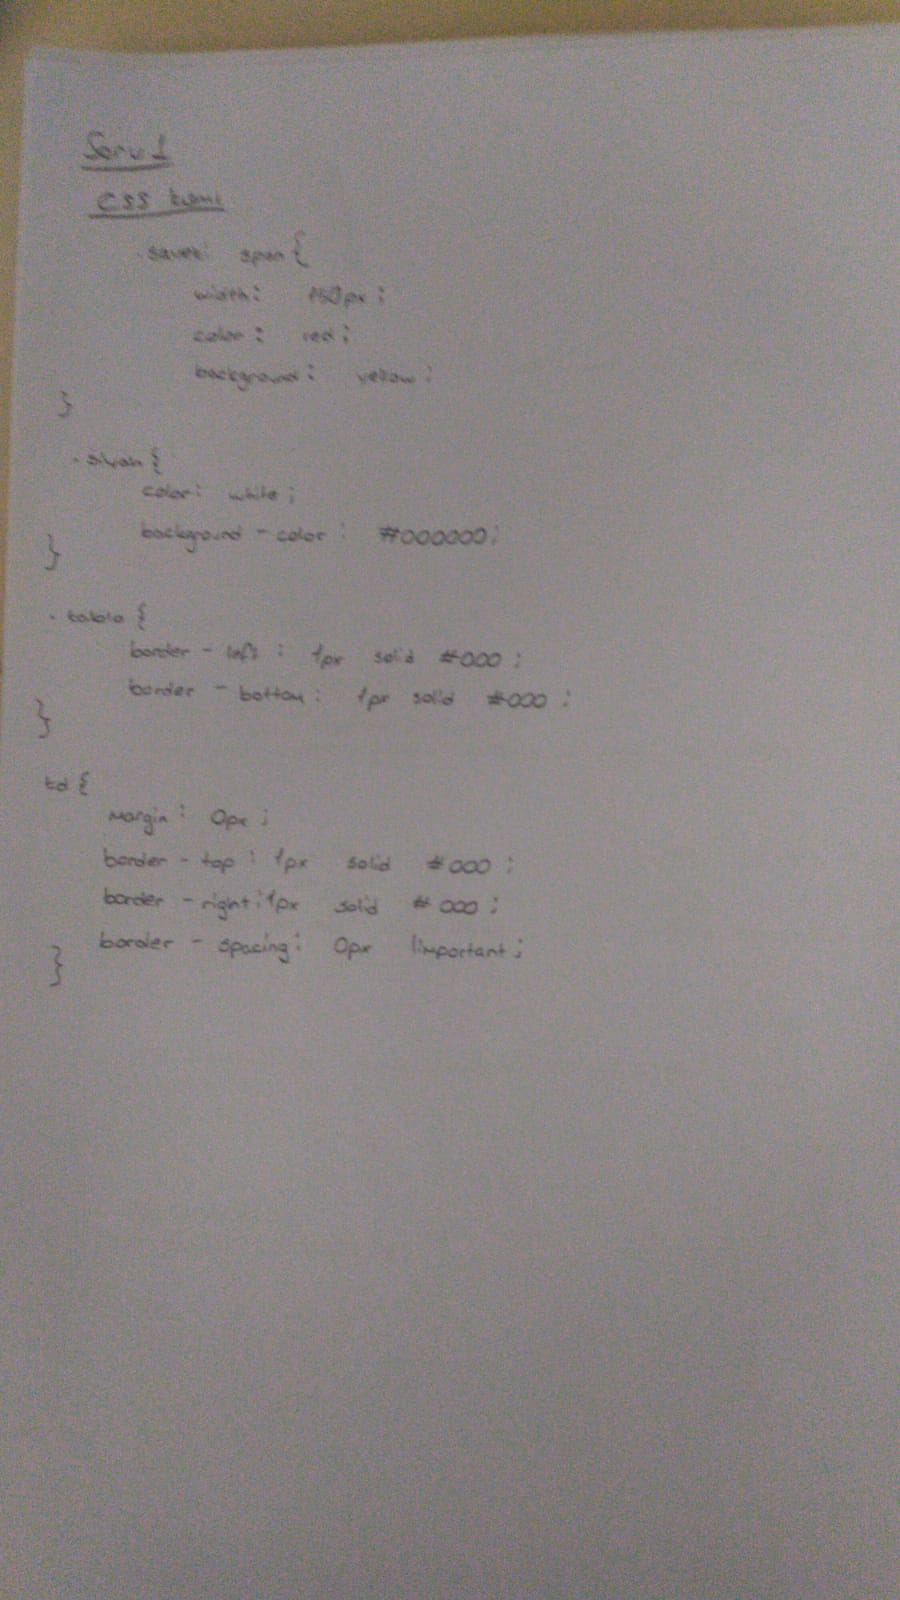 Soru 1
CSS kısmı
span {
width: 150px ;
color : red ;
background : yellow ;
}
.siyah {
color : white ;
background - color : #000000;
}
.tablo {
border - left : 1px solid #000 ;
border - bottom : 1px solid #000 ;
}
td {
margin : 0px ;
border - top : 1px solid #000 ;
border - right : 1px solid #000 ;
border - spacing : 0px !important ;
}